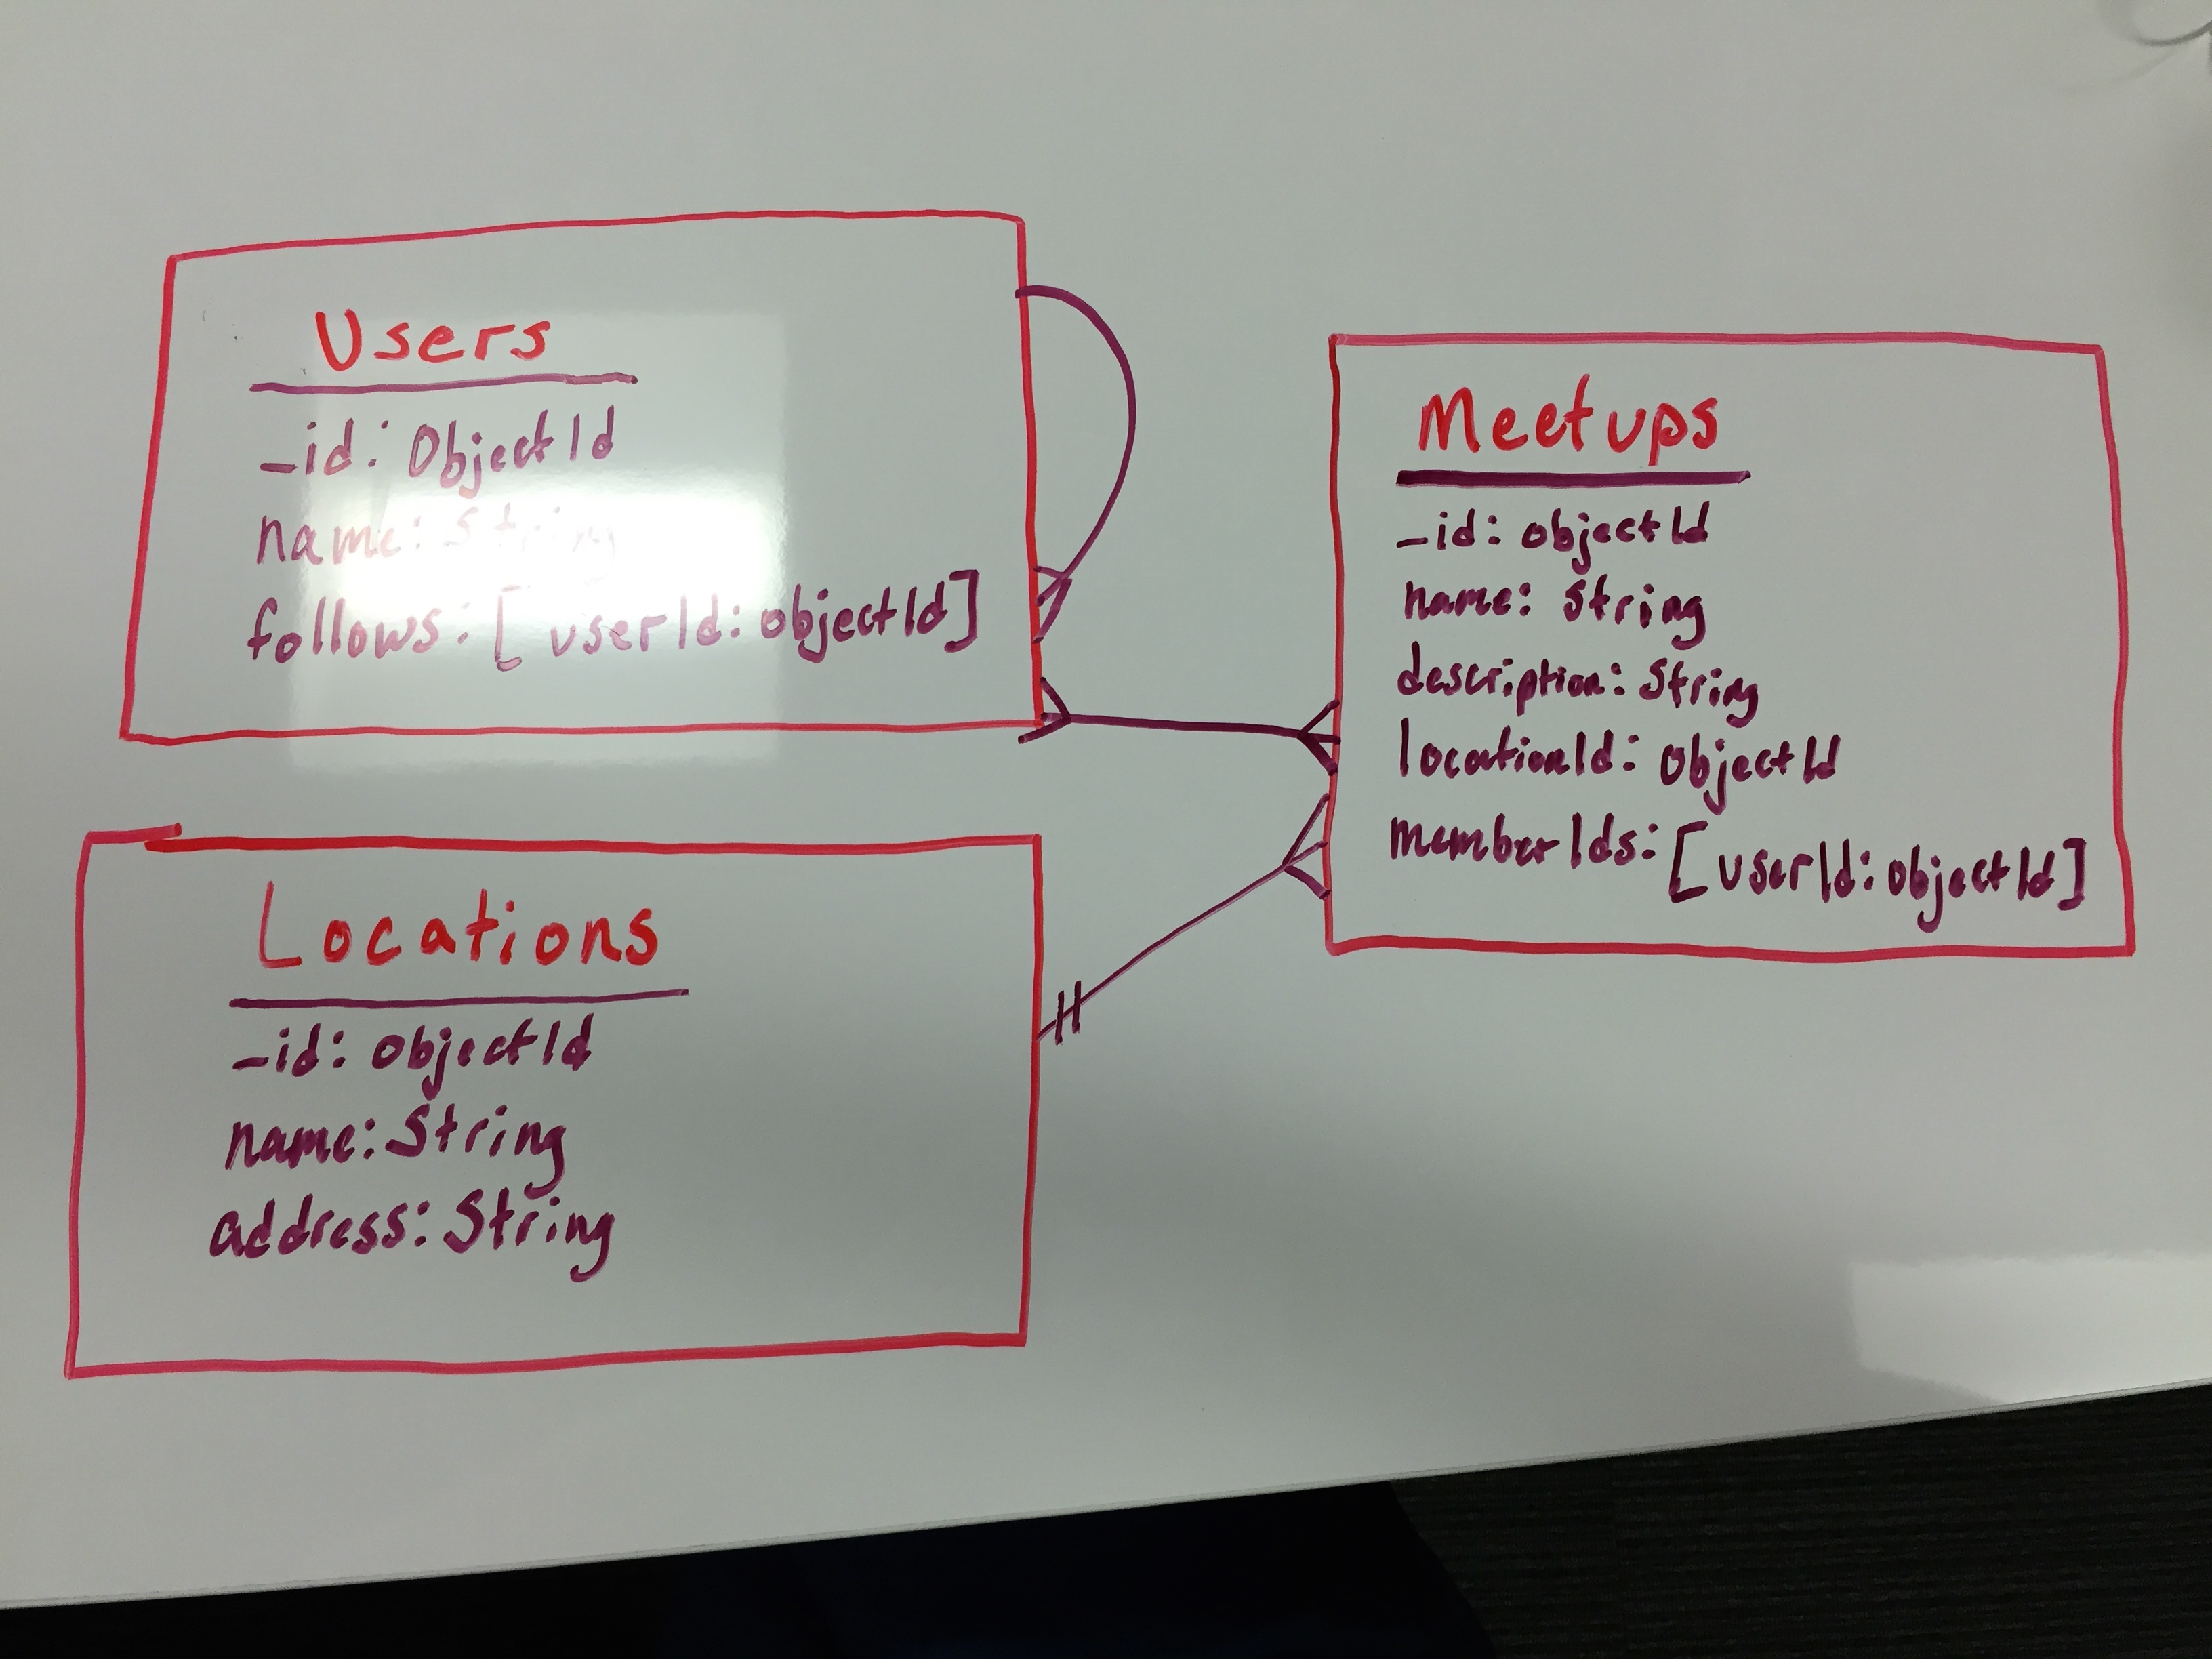 Users
_id: ObjectId
name: String
follows: [userId: objectId]
Meetups
_id: objectId
name: String
description: String
locationId: ObjectId
memberIds: [userId: objectId]
Locations
_id: objectId
name: String
address: String